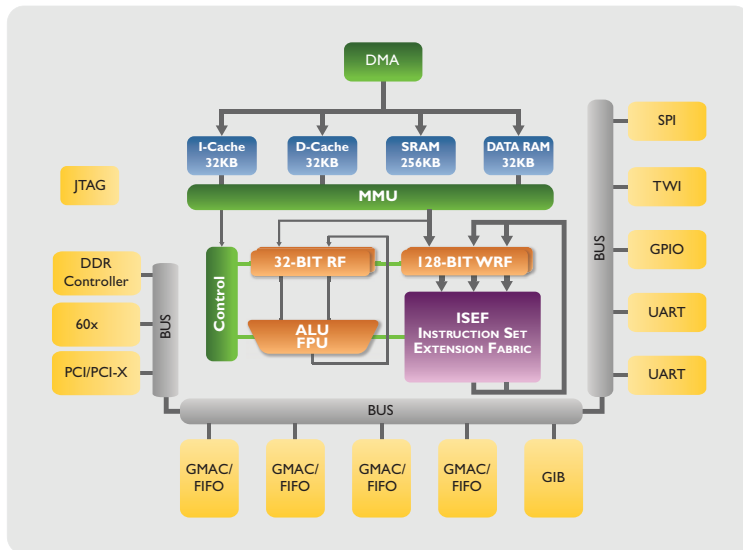 DMA
I-Cache
32KB
D-Cache
32KB
SRAM
256KB
DATA RAM
32KB
MMU
JTAG
DDR
Controller
60x
PCI/PCI-X
BUS
Control
32-BIT RF
128-BIT WRF
ALU
FPU
ISEF
INSTRUCTION SET
EXTENSION FABRIC
BUS
SPI
TWI
GPIO
UART
UART
BUS
GMAC/
FIFO
GMAC/
FIFO
GMAC/
FIFO
GMAC/
FIFO
GIB